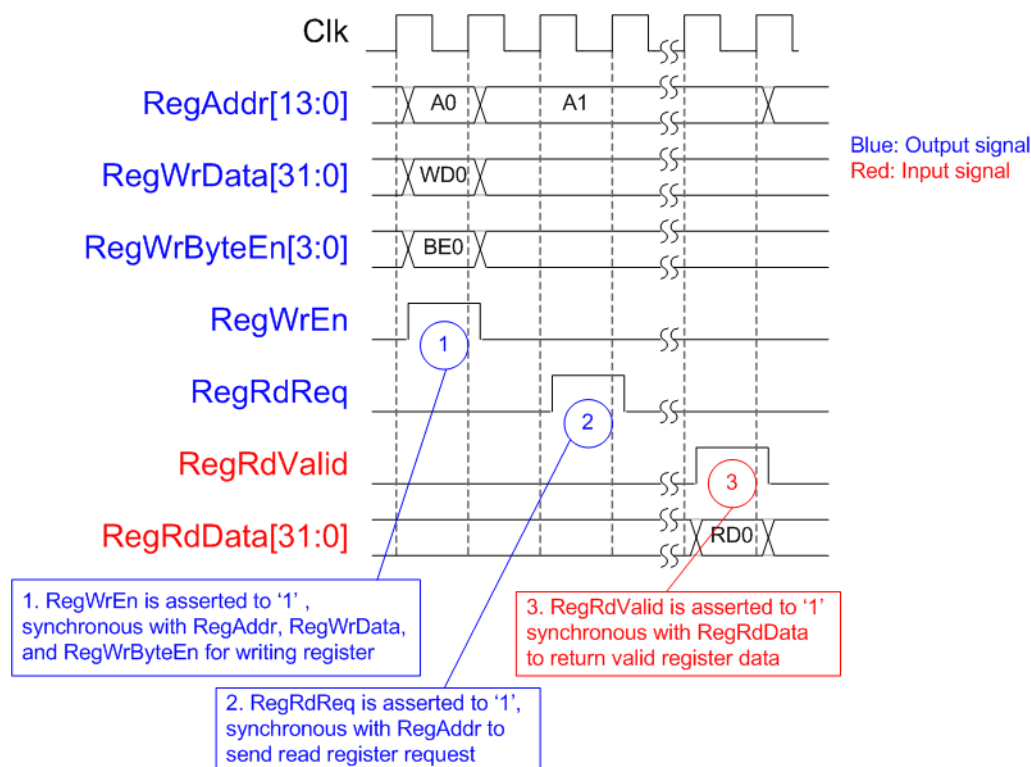 Clk
RegAddr[13:0]
A0
A1
Blue: Output signal
Red: Input signal
RegWrData[31:0]
WD0
RegWrByteEn[3:0]
BE0
RegWrEn
1
RegRdReq
2
RegRdValid
3
RegRdData[31:0]
RD0
1. RegWrEn is asserted to ‘1’ ,
synchronous with RegAddr, RegWrData,
and RegWrByteEn for writing register
3. RegRdValid is asserted to ‘1’
synchronous with RegRdData
to return valid register data
2. RegRdReq is asserted to ‘1’,
synchronous with RegAddr to
send read register request